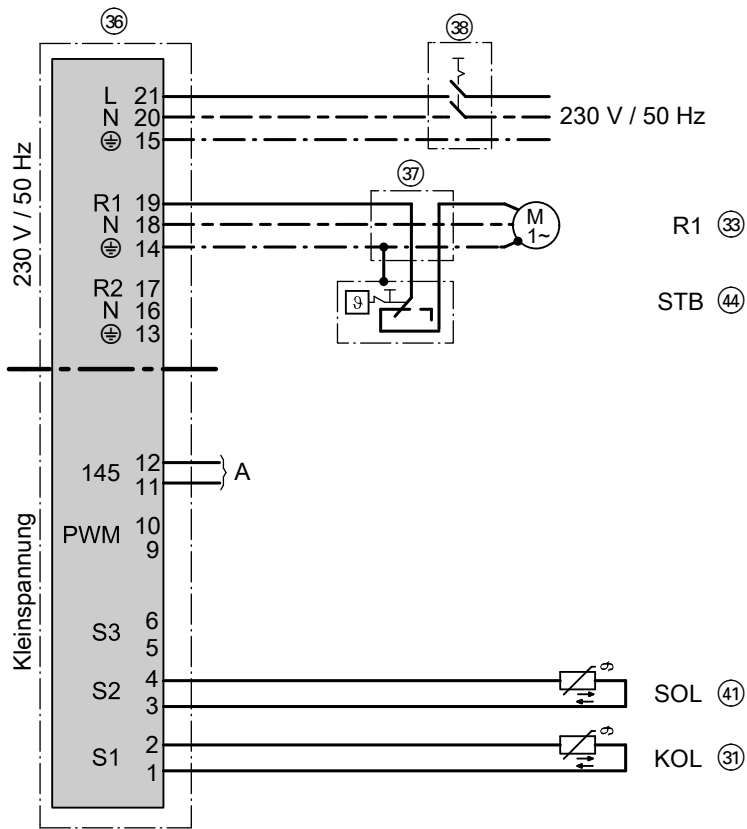 36
38
L 21
N 20
15
230 V / 50 Hz
230 V / 50 Hz
37
R1 19
N 18
14
M
1~
R1 33
R2 17
N 16
13
ϑ
STB 44
Kleinspannung
145 12
11
A
PWM 10
9
S3 6
5
S2 4
3
ϑ
SOL 41
S1 2
1
ϑ
KOL 31